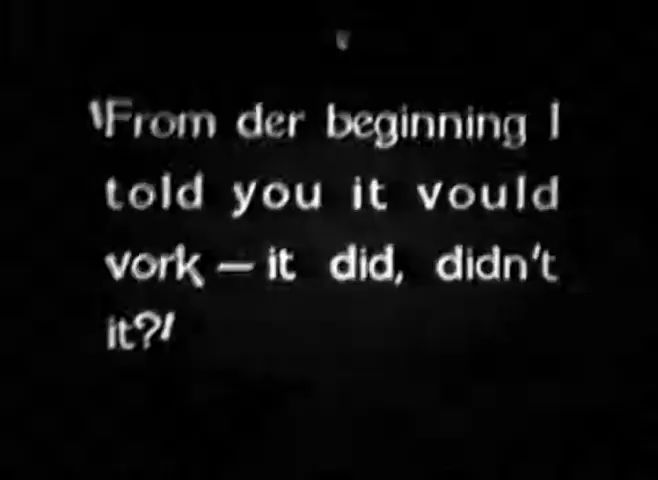 "From der beginning I
told you it vould
vork – it did, didn't
it?"